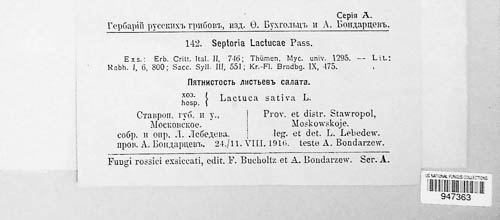 Серія А.
Гербарій русскихъ грибовъ, изд. Ѳ. Бухгольцъ и А. Бондарцевъ.
142. Septoria Lactucae Pass.
Exs.: Erb. Critt. Ital. II, 746; Thümen, Myc. univ. 1295. — Lit.:
Rabh. I, 6, 800; Sacc. Syll. III, 551; Kr.-Fl. Bradbg. IX, 475.
Пятнистость листьевъ салата.
хоз.
hosp. } Lactuca sativa L.
Ставроп. губ. и у., Prov. et distr. Stawropol,
Московское. Moskowskoje.
собр. и опр. Л. Лебедева. leg. et det. L. Lebedew.
пров. А. Бондарцевъ. 24./11. VIII. 1916. teste A. Bondarzew.
Fungi rossici exsiccati, edit. F. Bucholtz et A. Bondarzew. Ser. A.
US NATIONAL FUNGUS COLLECTIONS
947363